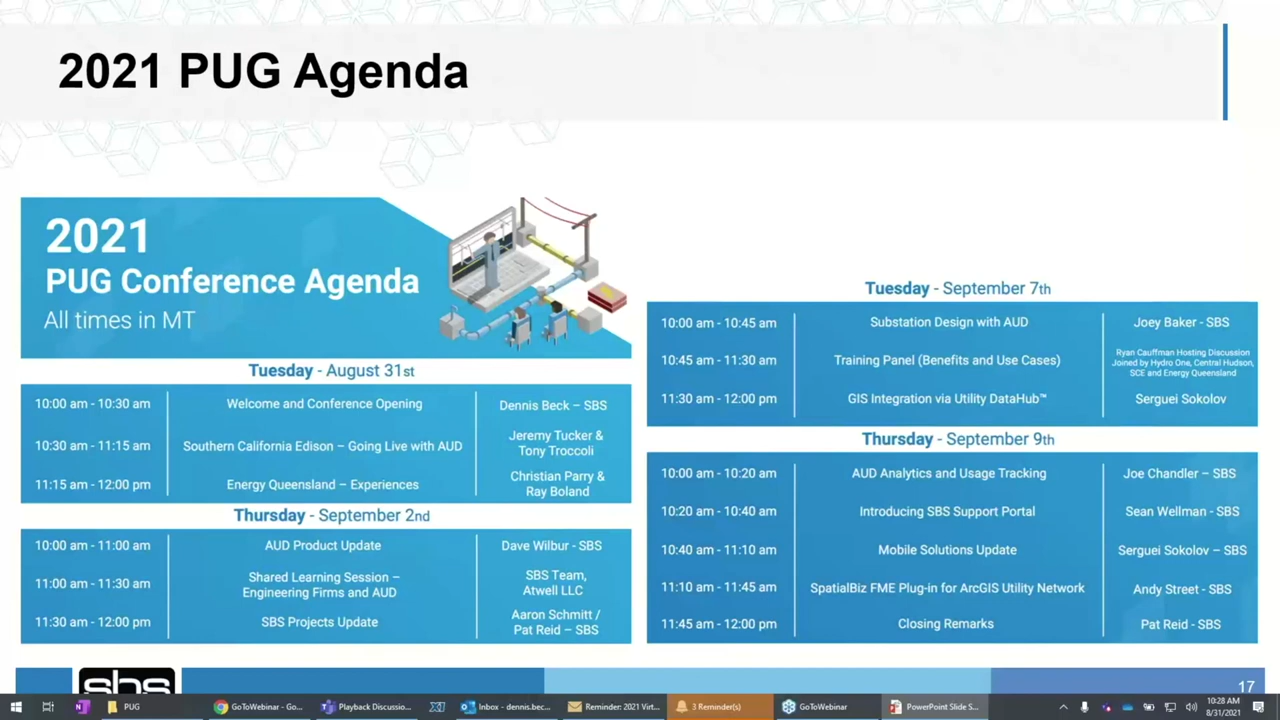 2021 PUG Agenda
2021
PUG Conference Agenda
All times in MT
Tuesday - August 31st
10:00 am - 10:30 am Welcome and Conference Opening Dennis Beck – SBS
10:30 am - 11:15 am Southern California Edison – Going Live with AUD Jeremy Tucker &
Tony Troccoli
11:15 am - 12:00 pm Energy Queensland – Experiences Christian Parry &
Ray Boland
Thursday - September 2nd
10:00 am - 11:00 am AUD Product Update Dave Wilbur - SBS
11:00 am - 11:30 am Shared Learning Session –
Engineering Firms and AUD SBS Team,
Atwell LLC
11:30 am - 12:00 pm SBS Projects Update Aaron Schmitt /
Pat Reid – SBS
Tuesday - September 7th
10:00 am - 10:45 am Substation Design with AUD Joey Baker - SBS
10:45 am - 11:30 am Training Panel (Benefits and Use Cases) Ryan Cauffman Hosting Discussion
Joined by Hydro One, Central Hudson,
SCE and Energy Queensland
11:30 am - 12:00 pm GIS Integration via Utility DataHub™ Serguei Sokolov
Thursday - September 9th
10:00 am - 10:20 am AUD Analytics and Usage Tracking Joe Chandler – SBS
10:20 am - 10:40 am Introducing SBS Support Portal Sean Wellman - SBS
10:40 am - 11:10 am Mobile Solutions Update Serguei Sokolov – SBS
11:10 am - 11:45 am SpatialBiz FME Plug-in for ArcGIS Utility Network Andy Street - SBS
11:45 am - 12:00 pm Closing Remarks Pat Reid - SBS
sbs
17
PUG GoToWebinar - Go... Playback Discussio... Inbox - dennis.bec... Reminder: 2021 Virt... 3 Reminder(s) GoToWebinar PowerPoint Slide S... 10:28 AM
8/31/2021